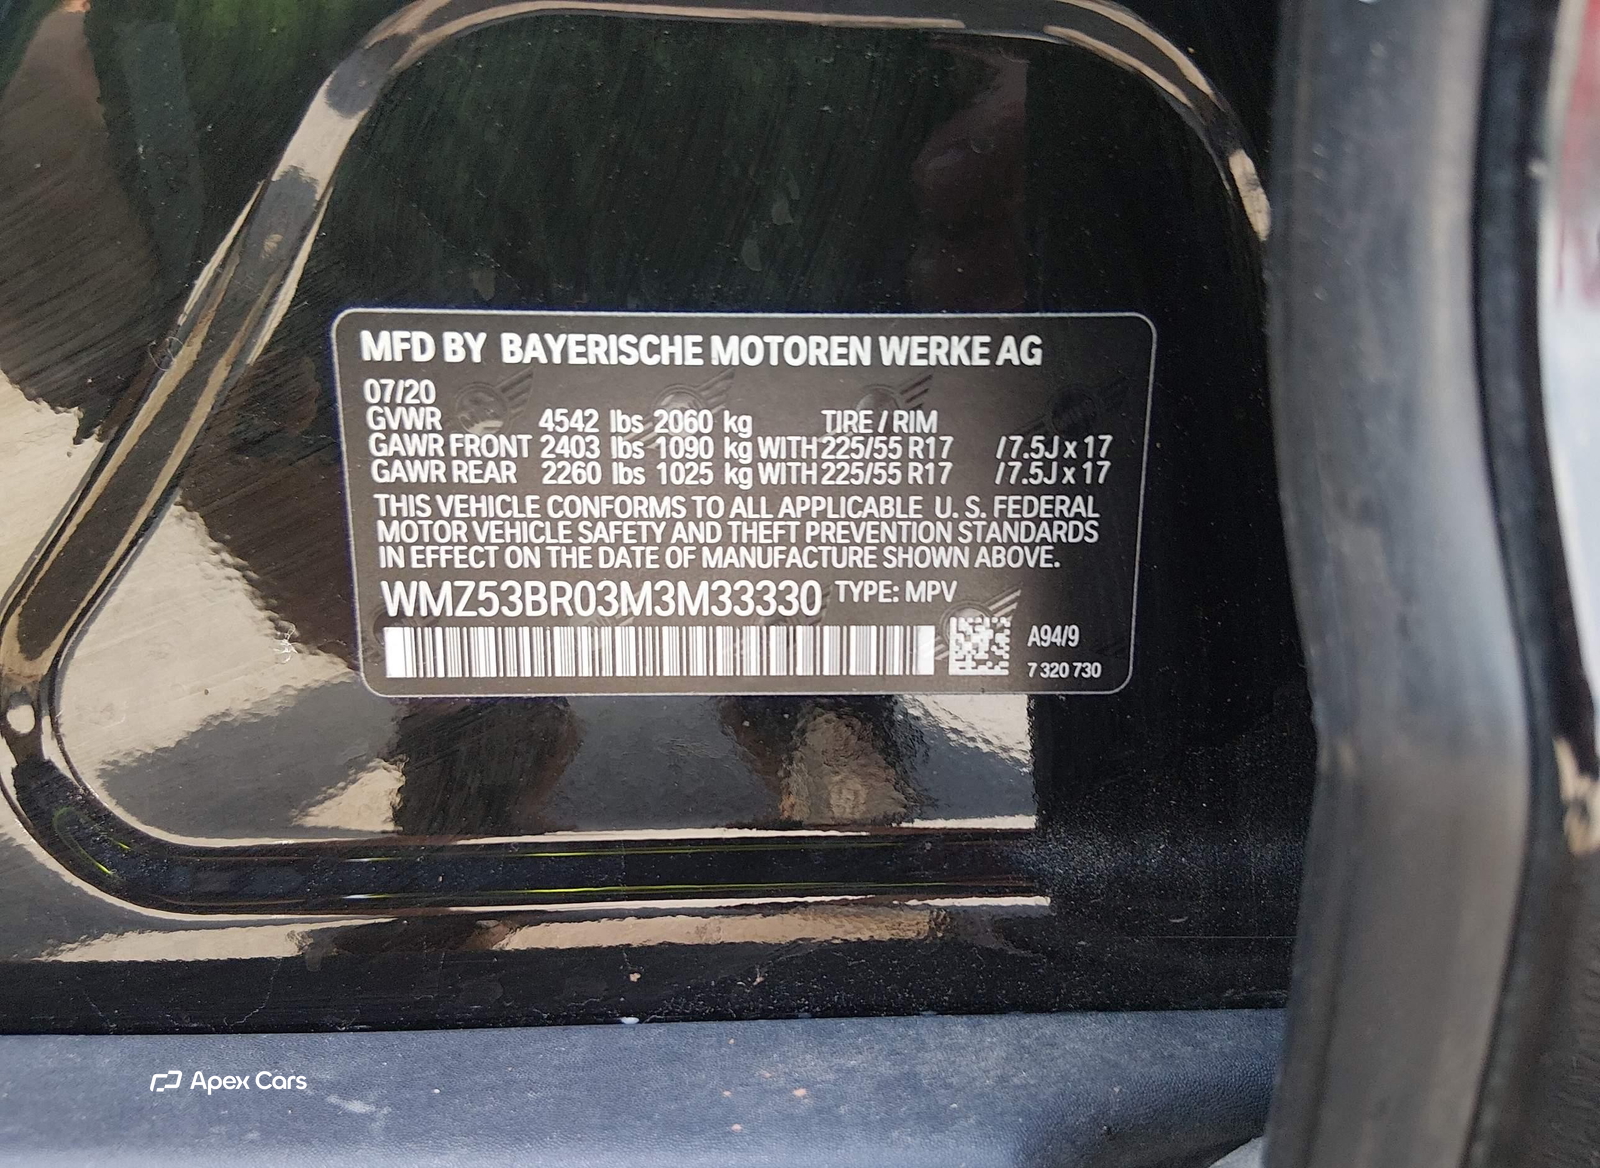 MFD BY BAYERISCHE MOTOREN WERKE AG
07/20
GVWR 4542 lbs 2060 kg TIRE / RIM
GAWR FRONT 2403 lbs 1090 kg WITH 225/55 R17 /7.5J x 17
GAWR REAR 2260 lbs 1025 kg WITH 225/55 R17 /7.5J x 17
THIS VEHICLE CONFORMS TO ALL APPLICABLE U. S. FEDERAL
MOTOR VEHICLE SAFETY AND THEFT PREVENTION STANDARDS
IN EFFECT ON THE DATE OF MANUFACTURE SHOWN ABOVE.
WMZ53BR03M3M33330 TYPE: MPV
A94/9
7 320 730
Apex Cars